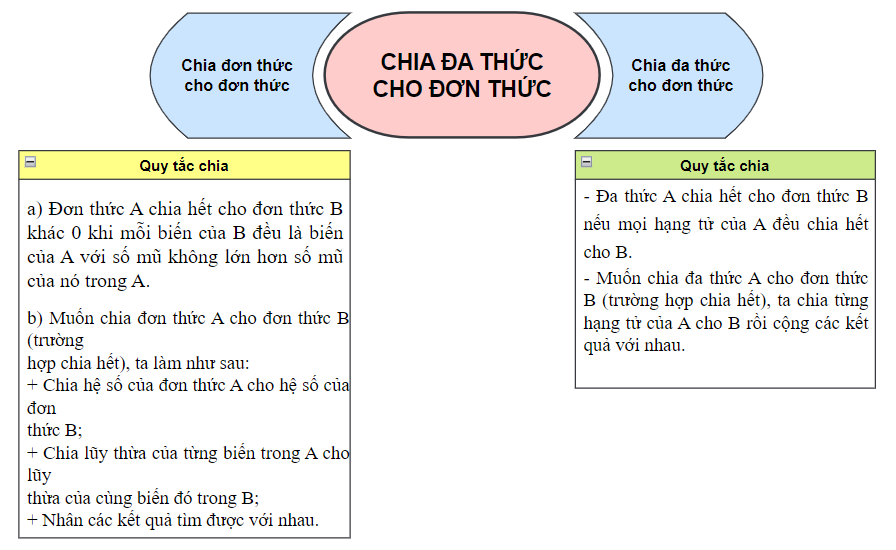 Chia đơn thức
cho đơn thức
CHIA ĐA THỨC
CHO ĐƠN THỨC
Chia đa thức
cho đơn thức
Quy tắc chia
a) Đơn thức A chia hết cho đơn thức B
khác 0 khi mỗi biến của B đều là biến
của A với số mũ không lớn hơn số mũ
của nó trong A.
b) Muốn chia đơn thức A cho đơn thức B
(trường
hợp chia hết), ta làm như sau:
+ Chia hệ số của đơn thức A cho hệ số của
đơn
thức B;
+ Chia lũy thừa của từng biến trong A cho
lũy
thừa của cùng biến đó trong B;
+ Nhân các kết quả tìm được với nhau.
Quy tắc chia
- Đa thức A chia hết cho đơn thức B
nếu mọi hạng tử của A đều chia hết
cho B.
- Muốn chia đa thức A cho đơn thức
B (trường hợp chia hết), ta chia từng
hạng tử của A cho B rồi cộng các kết
quả với nhau.